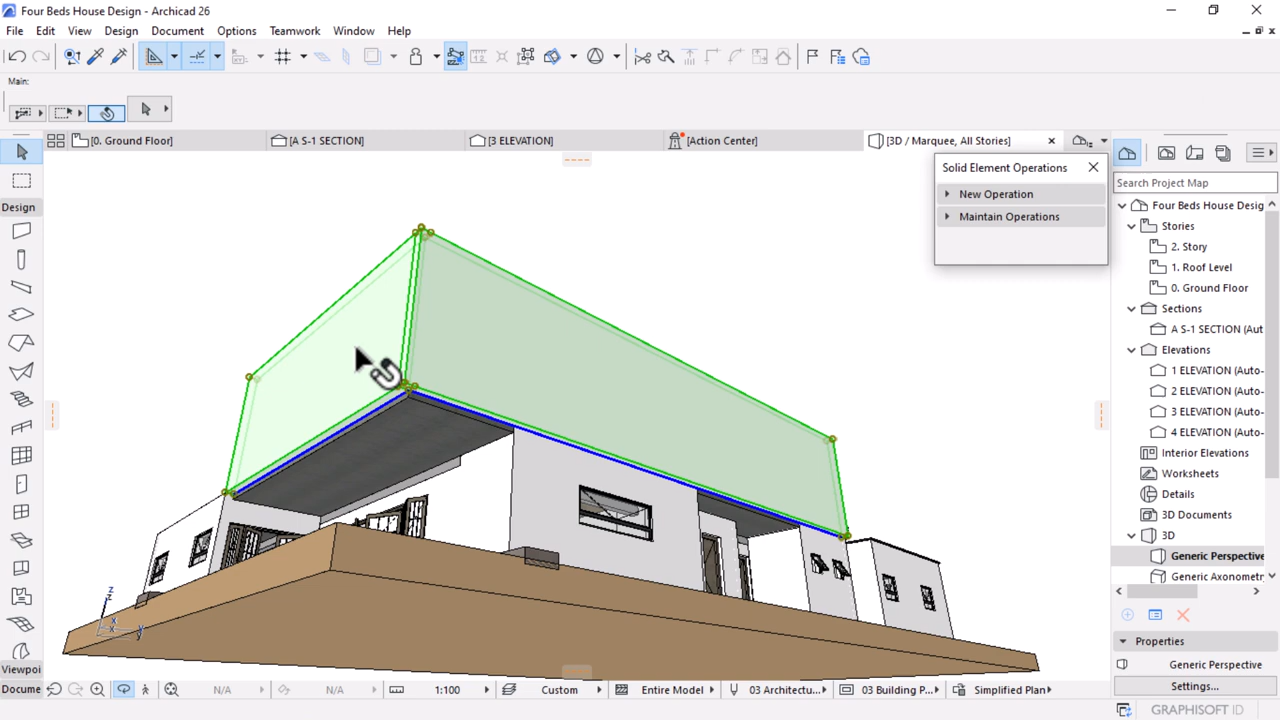 Four Beds House Design - Archicad 26
File Edit View Design Document Options Teamwork Window Help
Main:
[0. Ground Floor] [A S-1 SECTION] [3 ELEVATION] [Action Center] [3D / Marquee, All Stories]
Solid Element Operations
New Operation
Maintain Operations
Search Project Map
Four Beds House Desig
Stories
2. Story
1. Roof Level
0. Ground Floor
Sections
A S-1 SECTION (Aut
Elevations
1 ELEVATION (Auto-
2 ELEVATION (Auto-
3 ELEVATION (Auto-
4 ELEVATION (Auto-
Interior Elevations
Worksheets
Details
3D Documents
3D
Generic Perspective
Generic Axonometr
Properties
Generic Perspective
Settings...
GRAPHISOFT ID
Design
Viewpoi
Docume
z
x
y
N/A N/A 1:100 Custom Entire Model 03 Architectu... 03 Building P... Simplified Plan